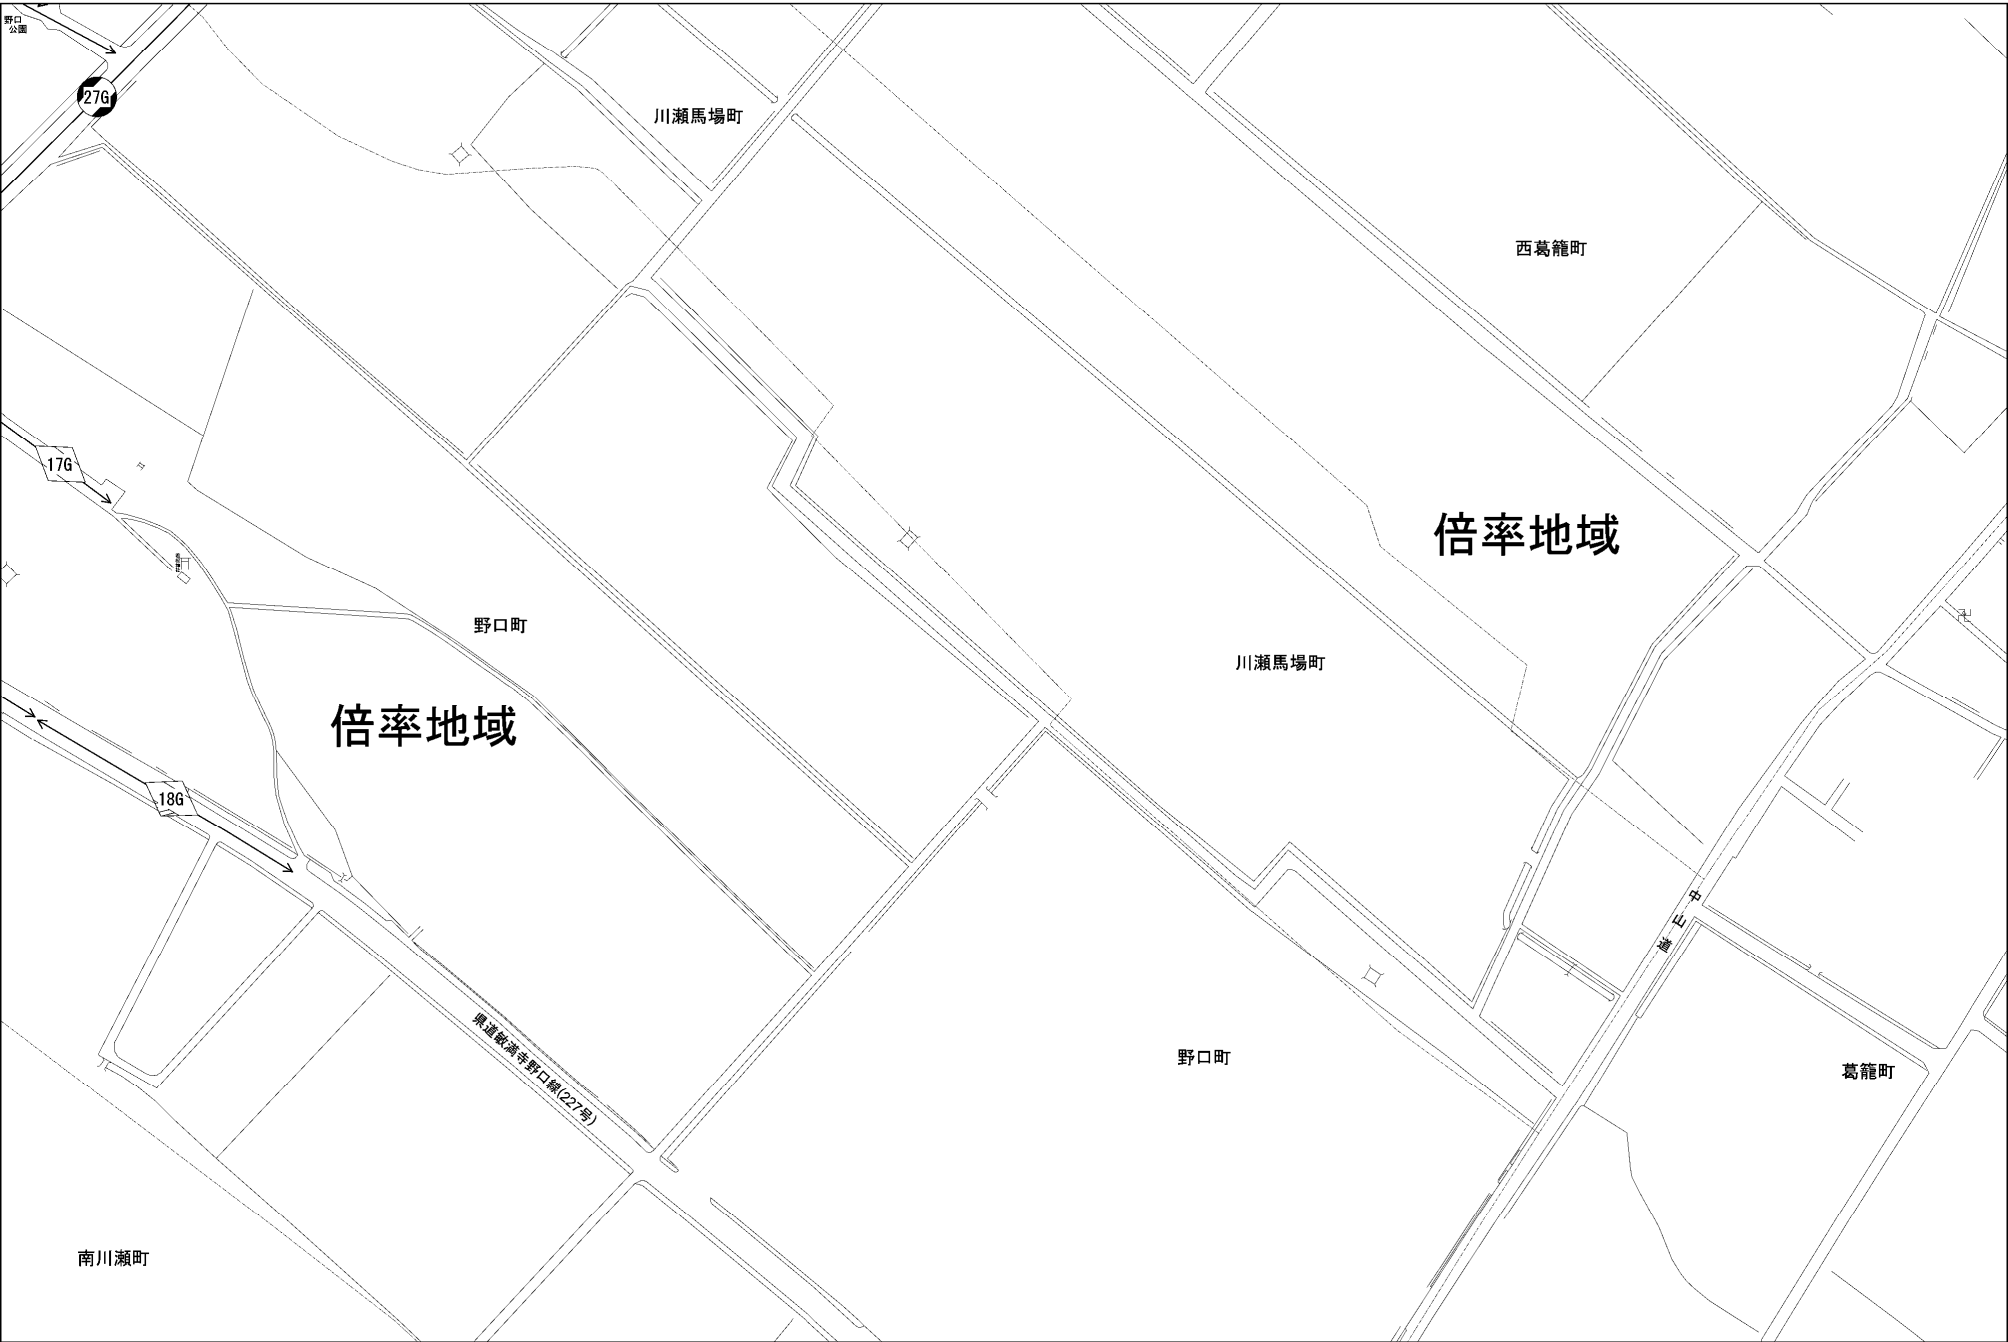 野口
公園
27G
川瀬馬場町
西葛籠町
17G
倍率地域
野口町
川瀬馬場町
倍率地域
18G
中山道
県道敏満寺野口線(227号)
野口町
葛籠町
南川瀬町